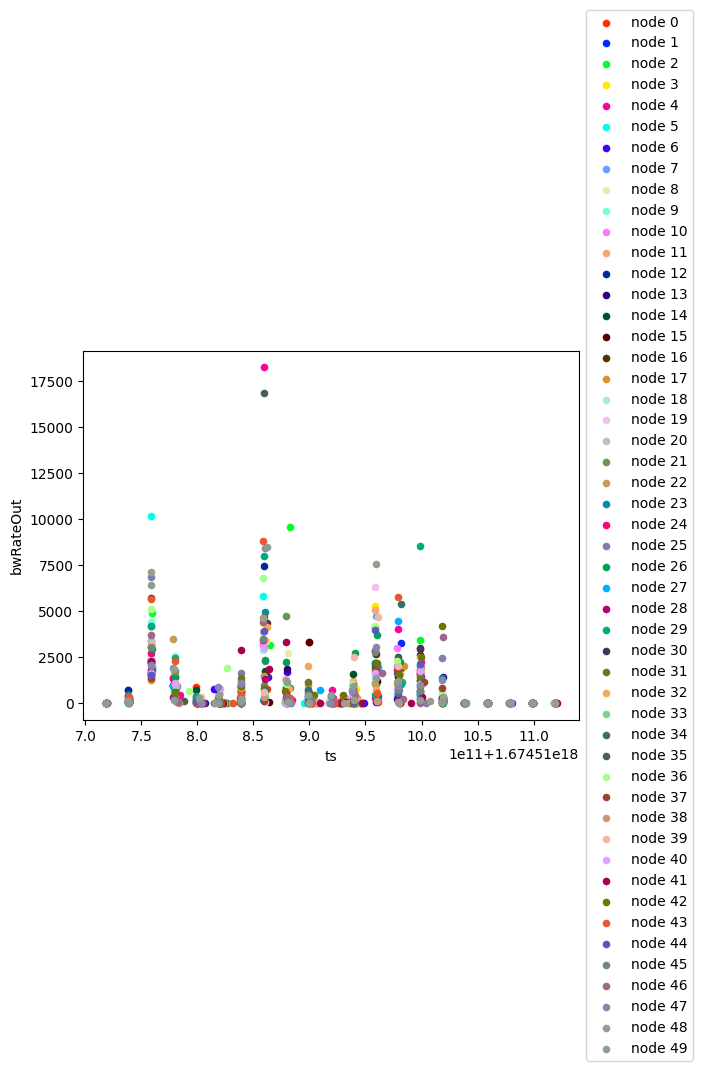 node 0
node 1
node 2
node 3
node 4
node 5
node 6
node 7
node 8
node 9
node 10
node 11
node 12
node 13
node 14
node 15
node 16
node 17
node 18
node 19
node 20
node 21
node 22
node 23
node 24
node 25
node 26
node 27
node 28
node 29
node 30
node 31
node 32
node 33
node 34
node 35
node 36
node 37
node 38
node 39
node 40
node 41
node 42
node 43
node 44
node 45
node 46
node 47
node 48
node 49
17500
15000
12500
10000
7500
5000
2500
0
bwRateOut
7.0 7.5 8.0 8.5 9.0 9.5 10.0 10.5 11.0
ts
1e11+1.67451e18